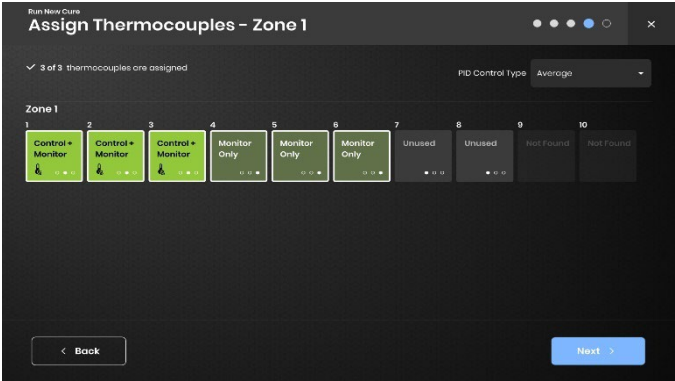 Run New Cure
Assign Thermocouples - Zone 1
3 of 3 thermocouples are assigned
PID Control Type
Average
Zone 1
1 2 3 4 5 6 7 8 9 10
Control +
Monitor
Control +
Monitor
Control +
Monitor
Monitor
Only
Monitor
Only
Monitor
Only
Unused
Unused
Not Found
Not Found
< Back
Next >